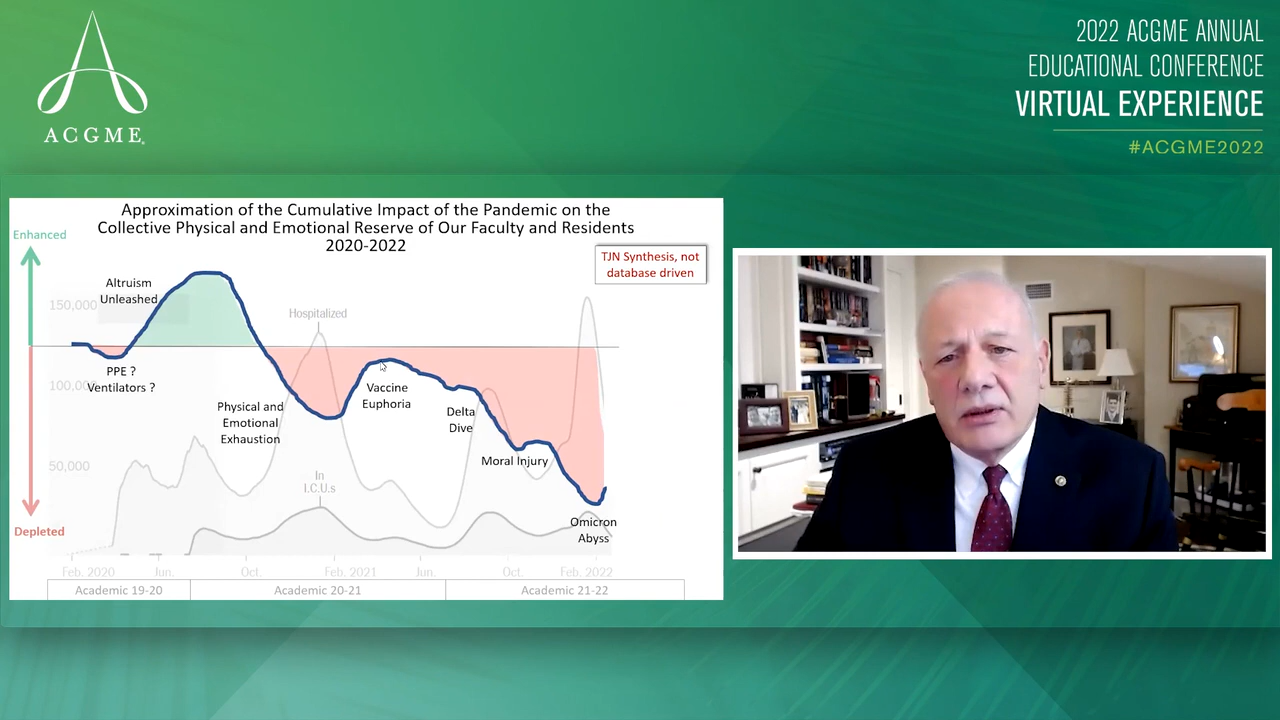 ACGME
2022 ACGME ANNUAL
EDUCATIONAL CONFERENCE
VIRTUAL EXPERIENCE
#ACGME2022
Approximation of the Cumulative Impact of the Pandemic on the
Collective Physical and Emotional Reserve of Our Faculty and Residents
2020-2022
TJN Synthesis, not
database driven
Enhanced
Altruism
Unleashed
150,000
Hospitalized
PPE ?
Ventilators ?
100,000
Vaccine
Euphoria
Physical and
Emotional
Exhaustion
Delta
Dive
Moral Injury
50,000
In
I.C.U.s
Depleted
Omicron
Abyss
Feb. 2020
Jun.
Oct.
Feb. 2021
Jun.
Oct.
Feb. 2022
Academic 19-20
Academic 20-21
Academic 21-22